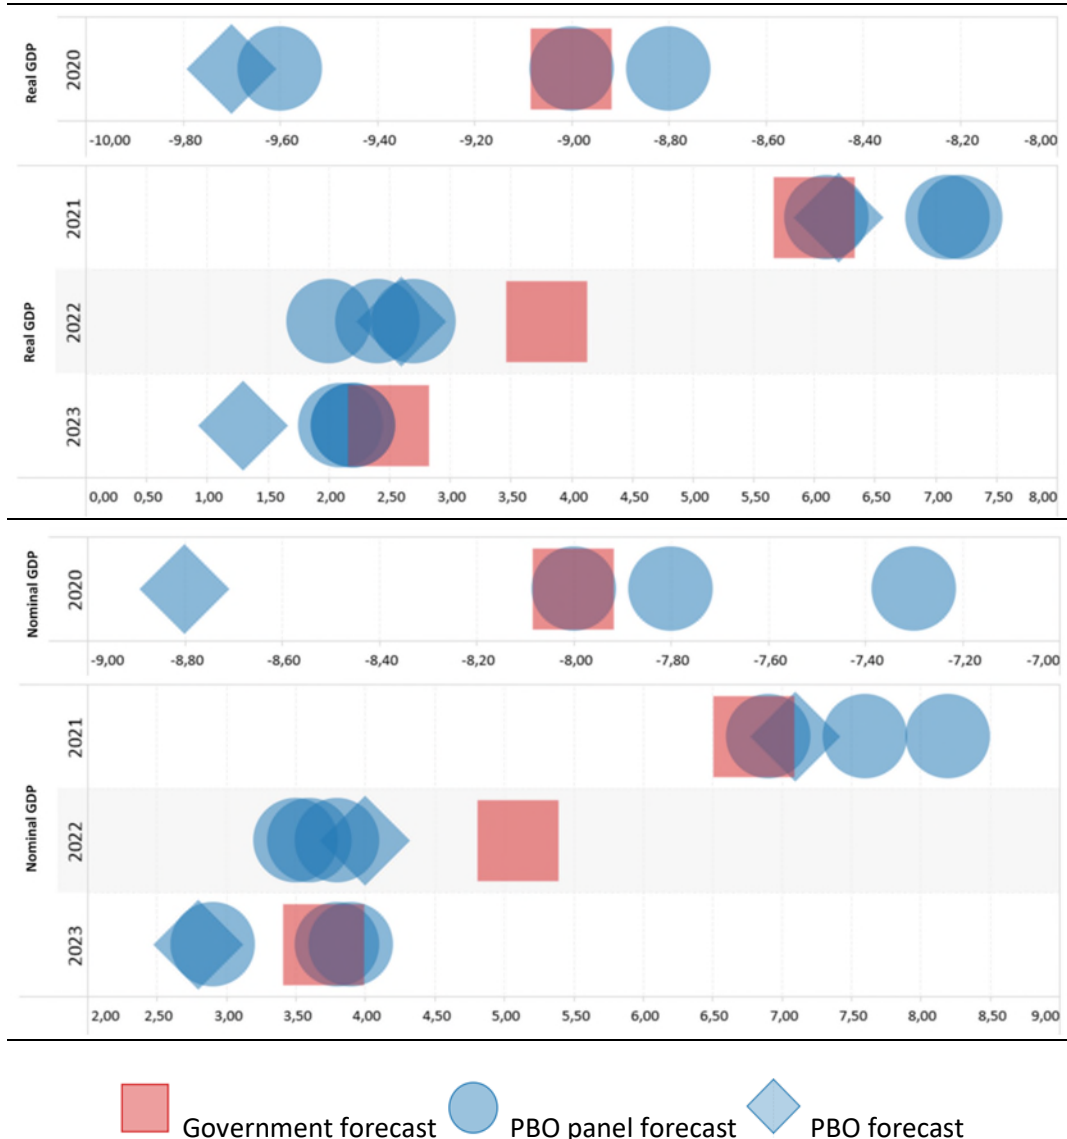 Real GDP
2020
-10,00 -9,80 -9,60 -9,40 -9,20 -9,00 -8,80 -8,60 -8,40 -8,20 -8,00
2021
Real GDP
2022
2023
0,00 0,50 1,00 1,50 2,00 2,50 3,00 3,50 4,00 4,50 5,00 5,50 6,00 6,50 7,00 7,50 8,00
Nominal GDP
2020
-9,00 -8,80 -8,60 -8,40 -8,20 -8,00 -7,80 -7,60 -7,40 -7,20 -7,00
2021
Nominal GDP
2022
2023
2,00 2,50 3,00 3,50 4,00 4,50 5,00 5,50 6,00 6,50 7,00 7,50 8,00 8,50 9,00
Government forecast PBO panel forecast PBO forecast